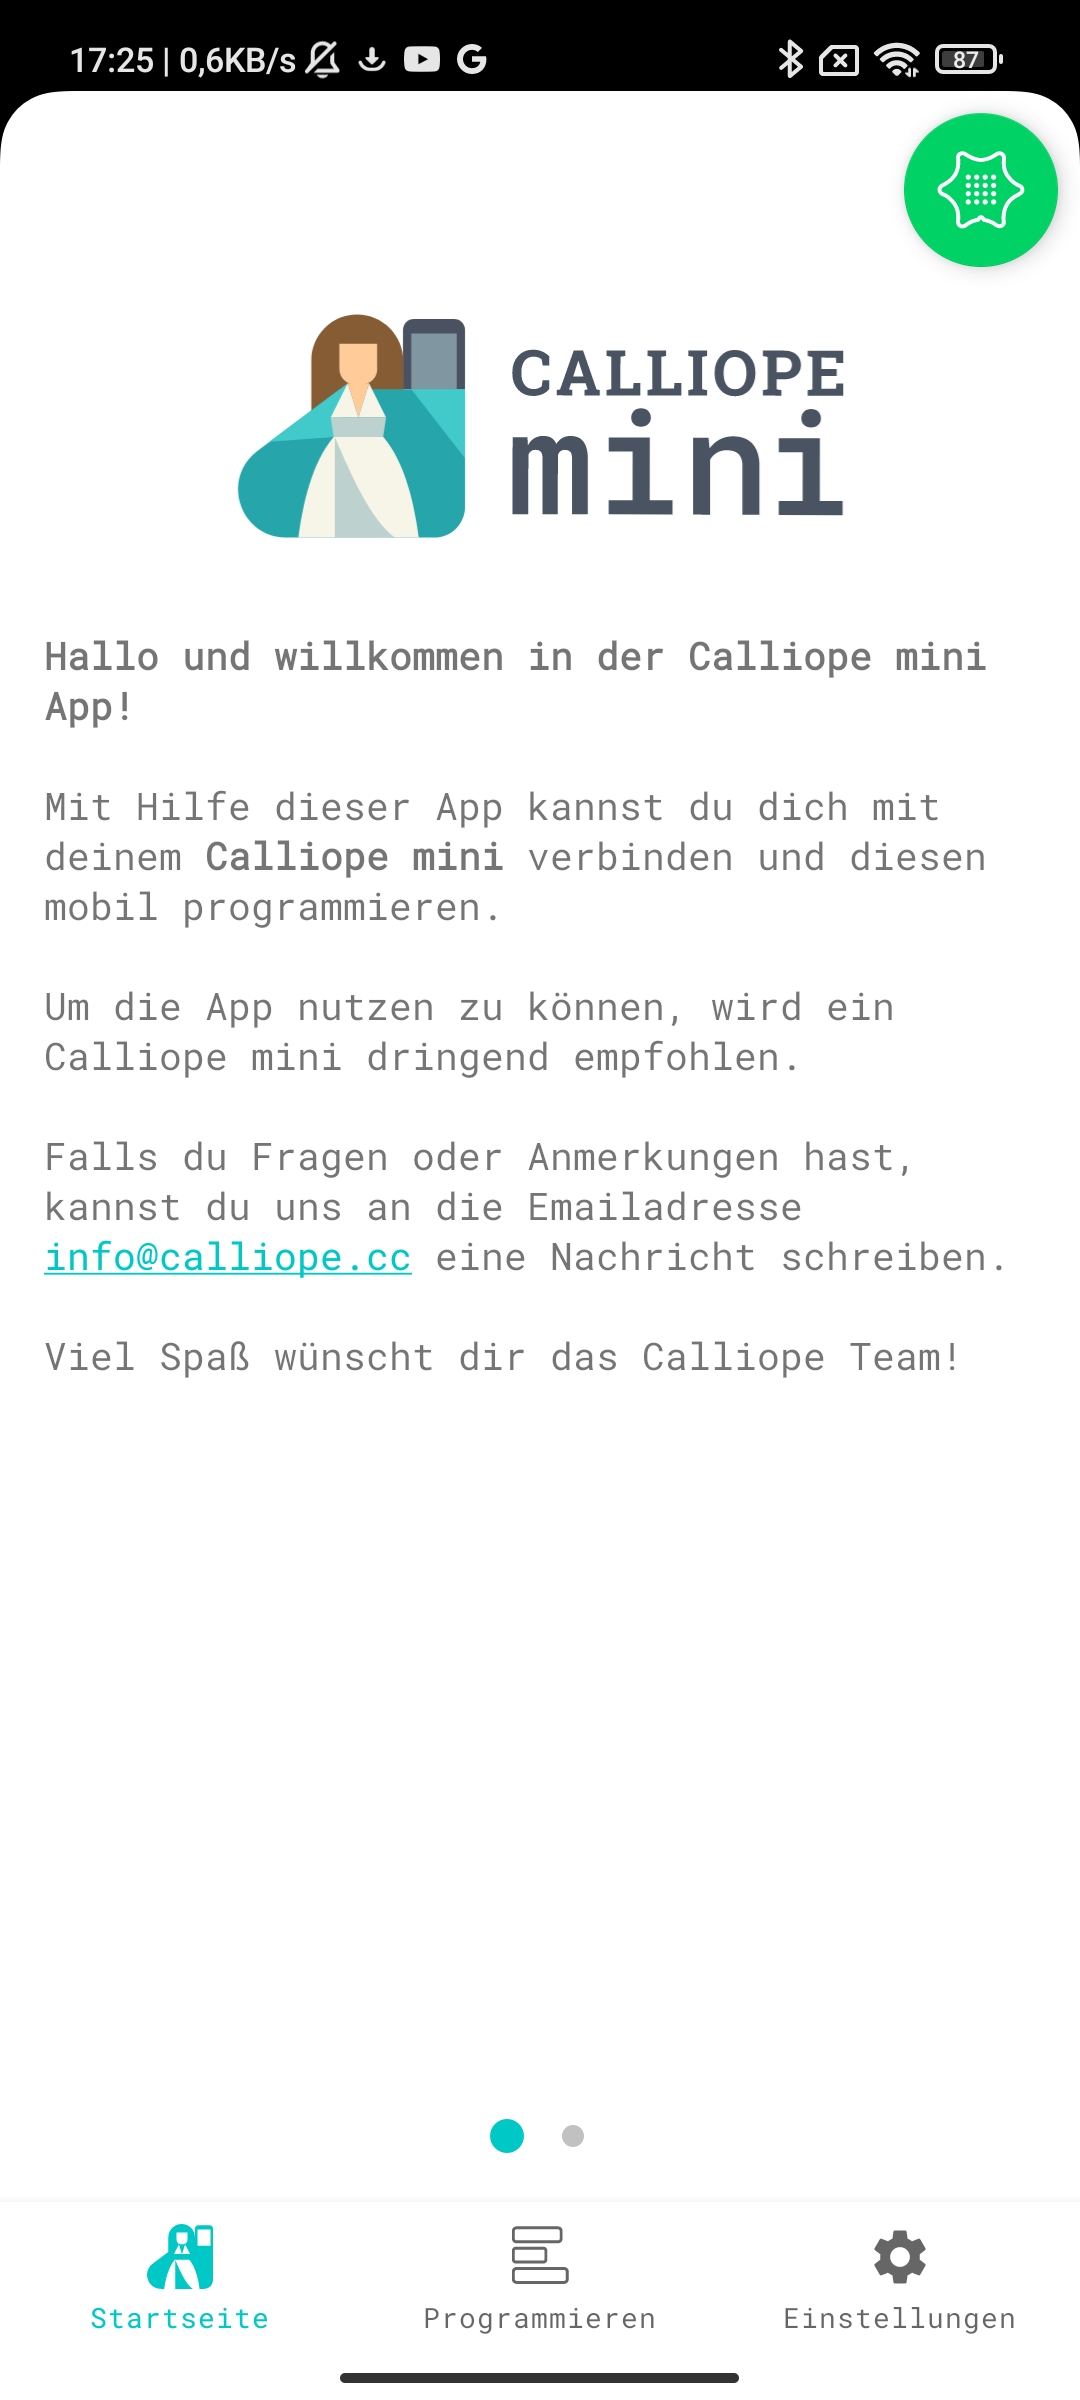 17:25 | 0,6KB/s
87
CALLIOPE
mini
Hallo und willkommen in der Calliope mini
App!
Mit Hilfe dieser App kannst du dich mit
deinem Calliope mini verbinden und diesen
mobil programmieren.
Um die App nutzen zu können, wird ein
Calliope mini dringend empfohlen.
Falls du Fragen oder Anmerkungen hast,
kannst du uns an die Emailadresse
info@calliope.cc eine Nachricht schreiben.
Viel Spaß wünscht dir das Calliope Team!
Startseite
Programmieren
Einstellungen